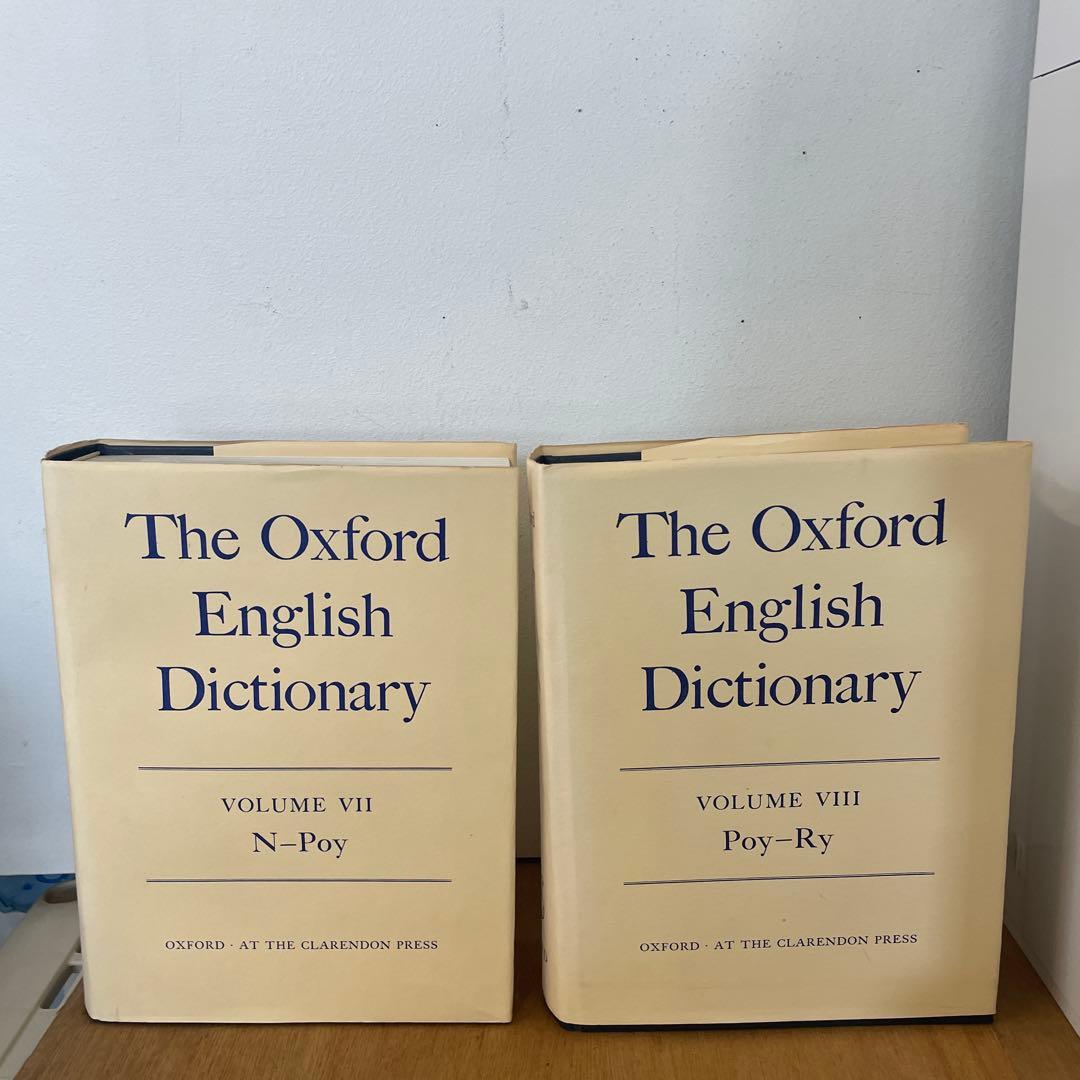 The Oxford
English
Dictionary
VOLUME VII
N–Poy
OXFORD · AT THE CLARENDON PRESS
The Oxford
English
Dictionary
VOLUME VIII
Poy–Ry
OXFORD · AT THE CLARENDON PRESS